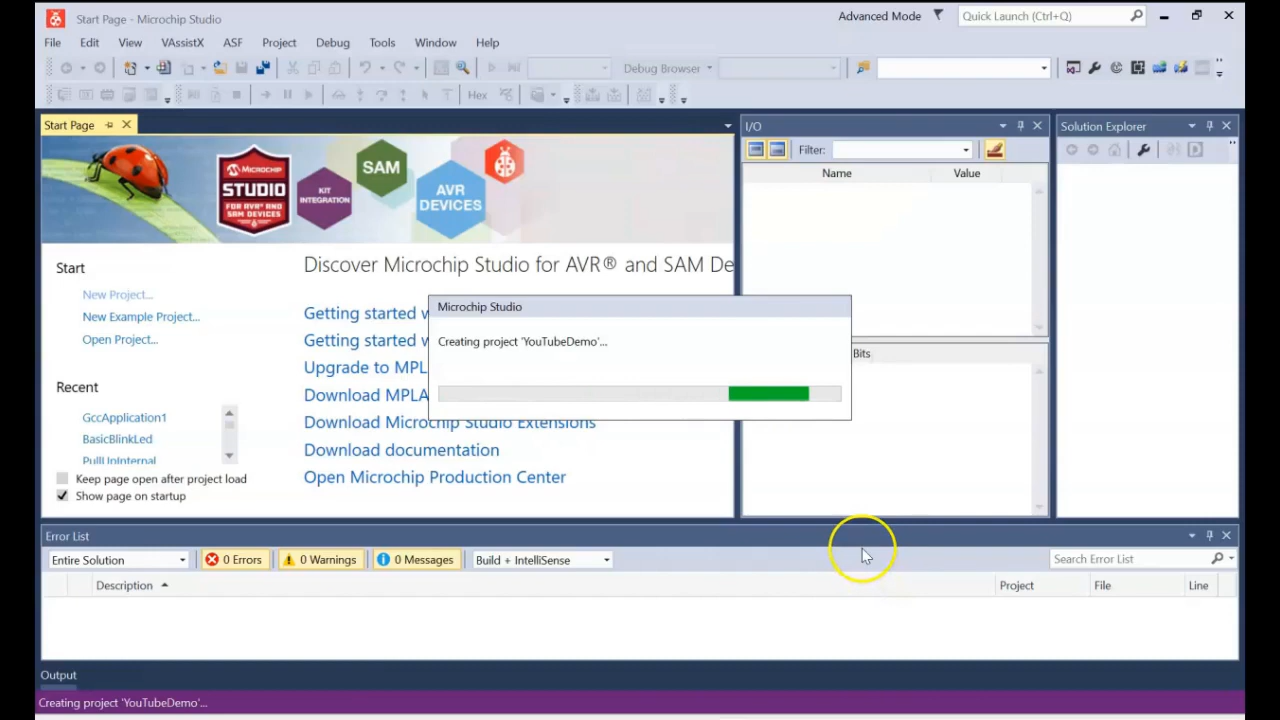 Start Page - Microchip Studio
Advanced Mode
Quick Launch (Ctrl+Q)
File Edit View VAssistX ASF Project Debug Tools Window Help
Debug Browser
Hex
Start Page
I/O
Solution Explorer
Filter:
Name Value
MICROCHIP
STUDIO
FOR AVR® AND
SAM DEVICES
KIT
INTEGRATION
SAM
AVR
DEVICES
Start
New Project...
New Example Project...
Open Project...
Recent
GccApplication1
BasicBlinkLed
PullUpInternal
Keep page open after project load
Show page on startup
Discover Microchip Studio for AVR® and SAM De
Getting started w
Getting started w
Upgrade to MPL
Download MPLA
Download Microchip Studio Extensions
Download documentation
Open Microchip Production Center
Microchip Studio
Creating project 'YouTubeDemo'...
Bits
Error List
Entire Solution
0 Errors
0 Warnings
0 Messages
Build + IntelliSense
Search Error List
Description Project File Line
Output
Creating project 'YouTubeDemo'...